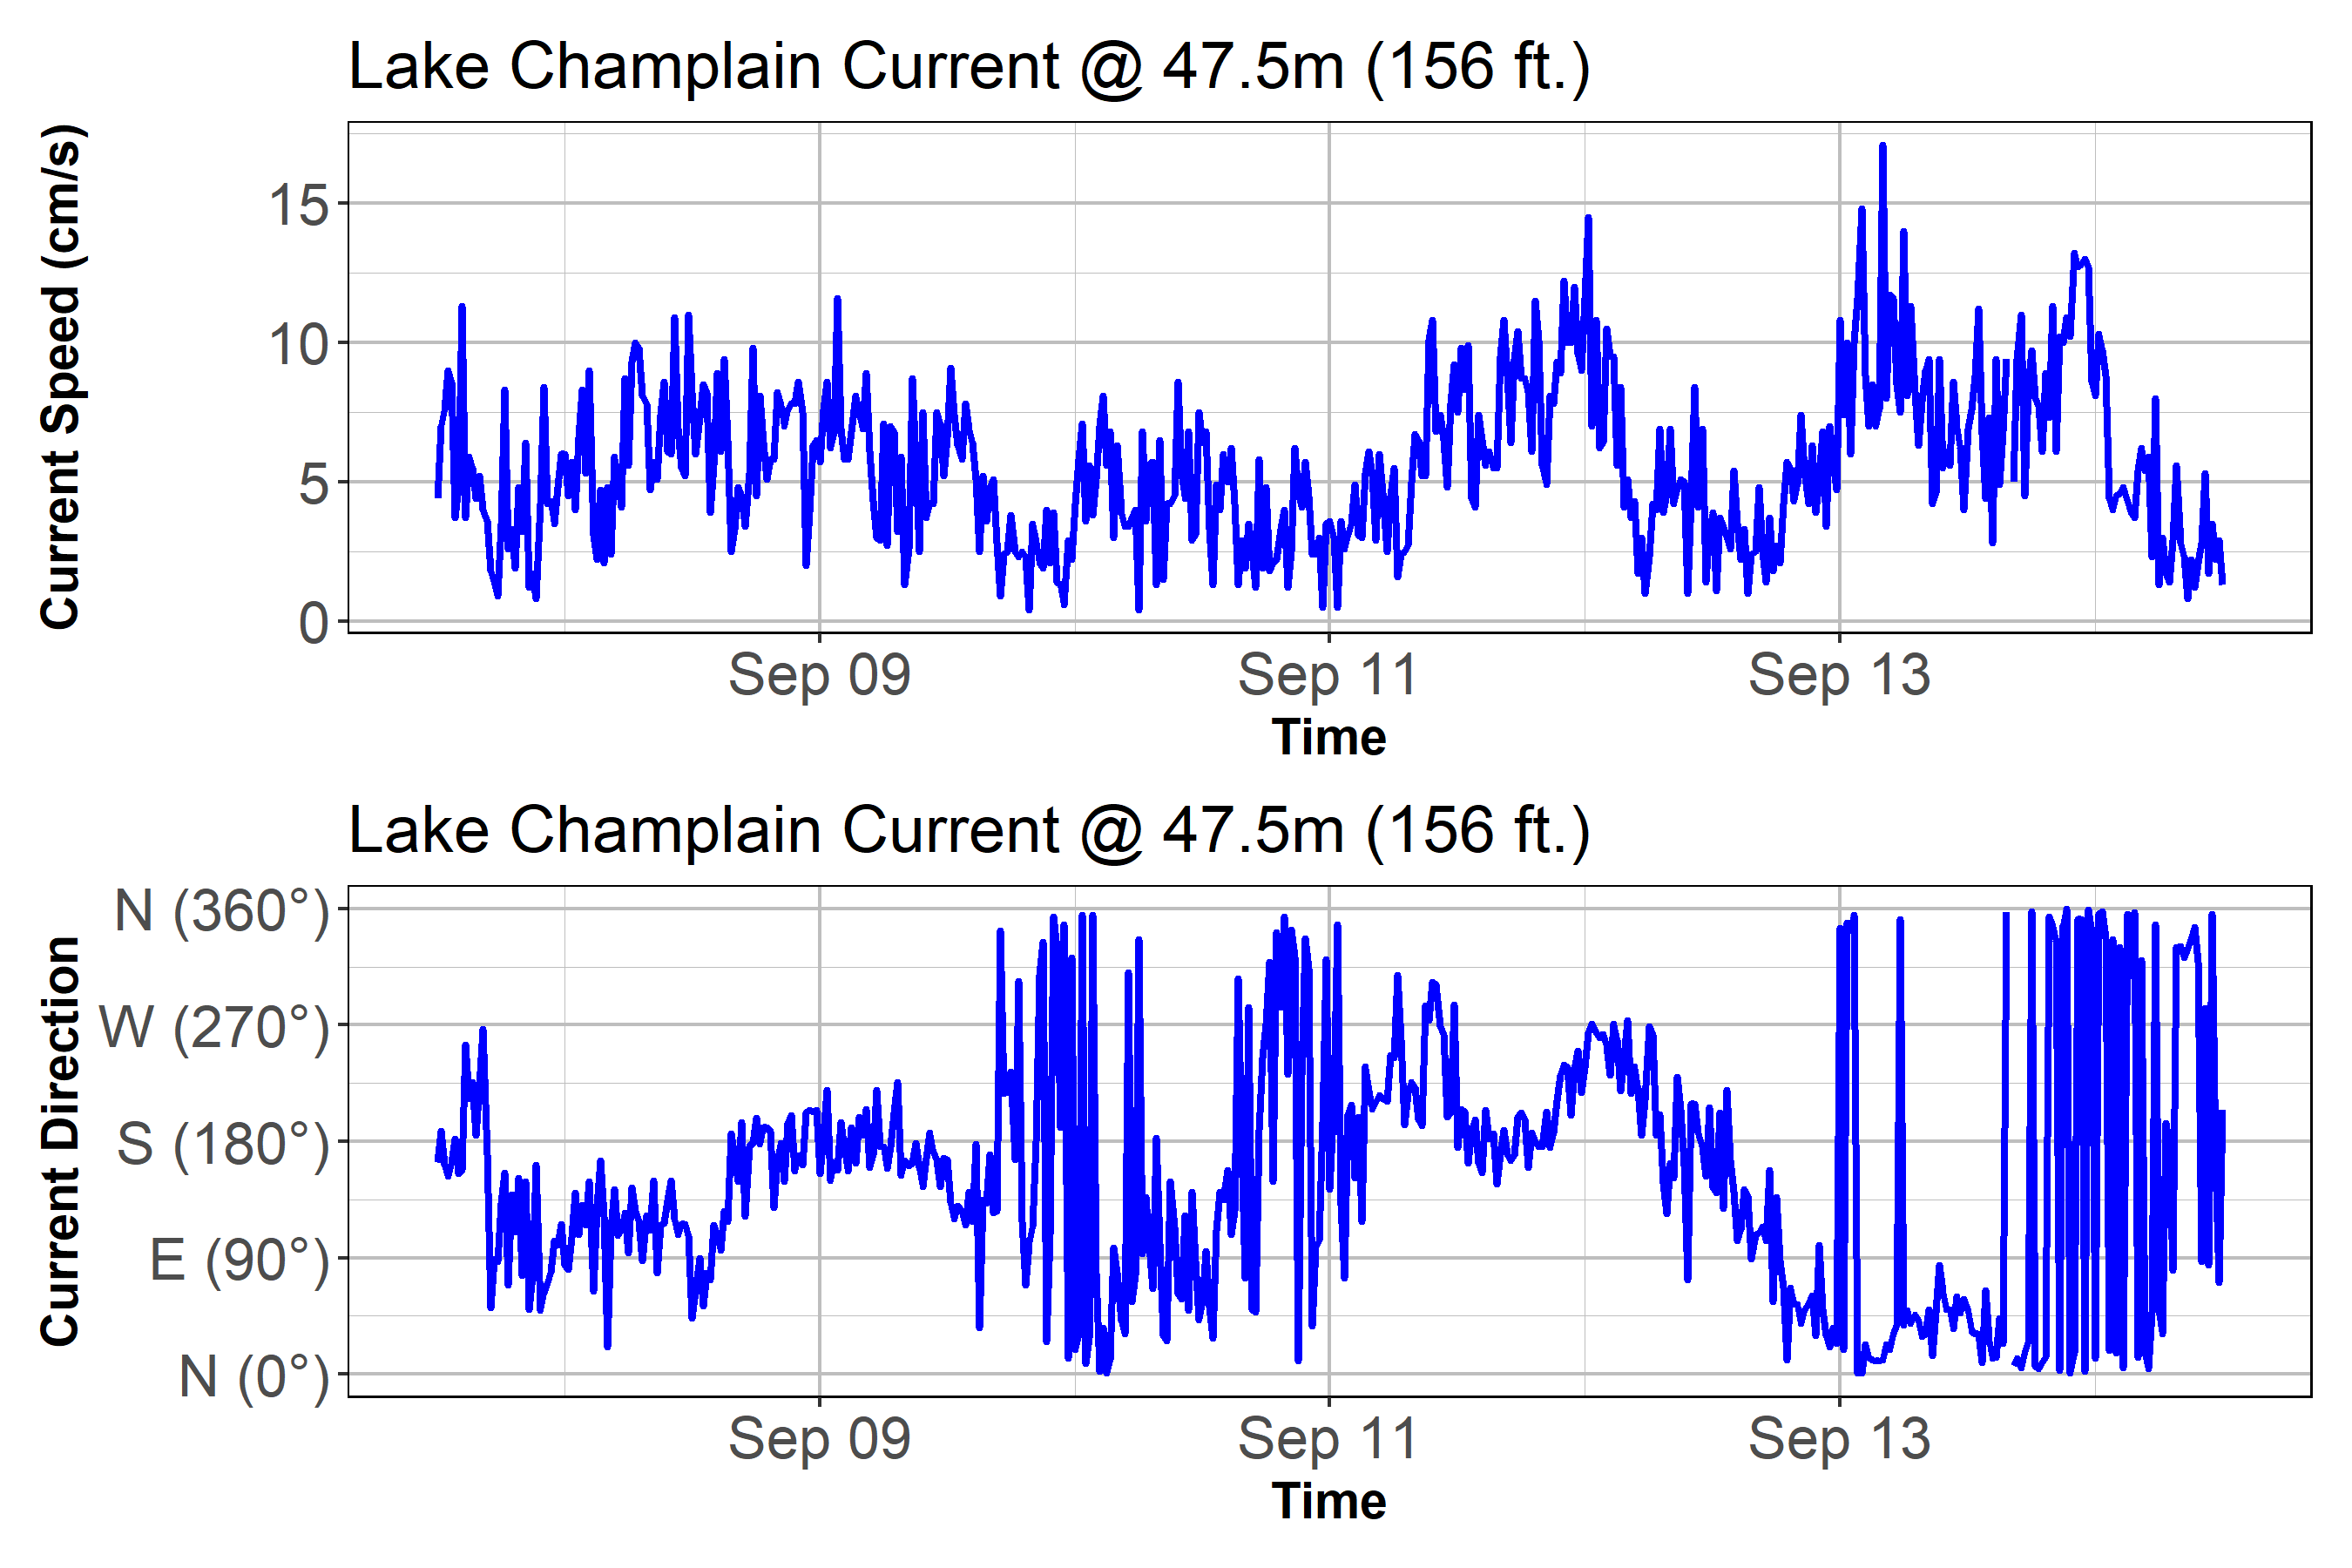 Lake Champlain Current @ 47.5m (156 ft.)
Current Speed (cm/s)
15
10
5
0
Sep 09 Sep 11 Sep 13
Time
Lake Champlain Current @ 47.5m (156 ft.)
Current Direction
N (360°)
W (270°)
S (180°)
E (90°)
N (0°)
Sep 09 Sep 11 Sep 13
Time